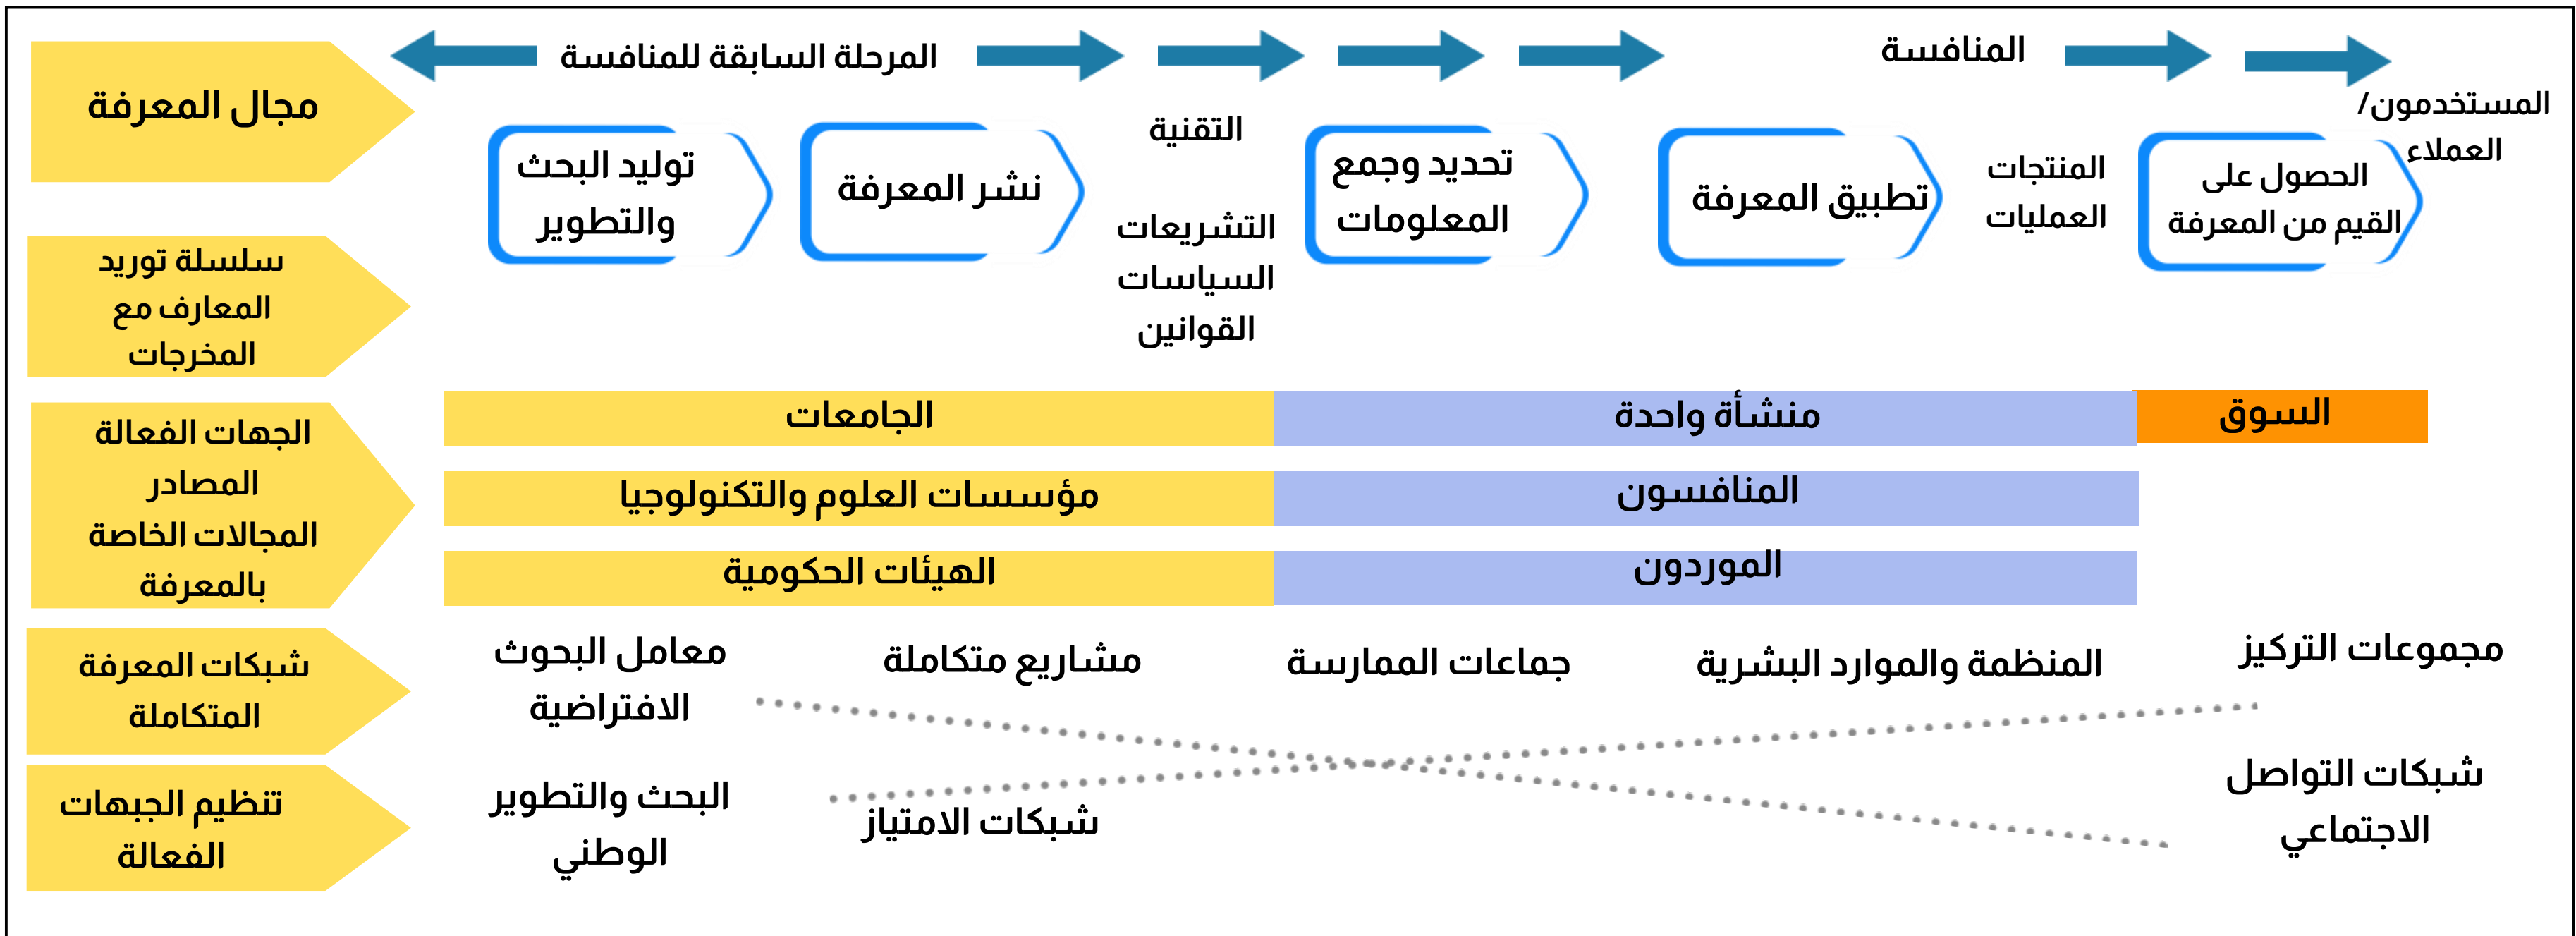 مجال المعرفة
المرحلة السابقة للمنافسة
المنافسة
المستخدمون/
العملاء
توليد البحث
والتطوير
نشر المعرفة
التقنية
التشريعات
السياسات
القوانين
تحديد وجمع
المعلومات
تطبيق المعرفة
المنتجات
العمليات
الحصول على
القيم من المعرفة
سلسلة توريد
المعارف مع
المخرجات
الجهات الفعالة
المصادر
المجالات الخاصة
بالمعرفة
الجامعات
منشأة واحدة
السوق
مؤسسات العلوم والتكنولوجيا
المنافسون
الهيئات الحكومية
الموردون
شبكات المعرفة
المتكاملة
معامل البحوث
الافتراضية
مشاريع متكاملة
جماعات الممارسة
المنظمة والموارد البشرية
مجموعات التركيز
تنظيم الجبهات
الفعالة
البحث والتطوير
الوطني
شبكات الامتياز
شبكات التواصل
الاجتماعي